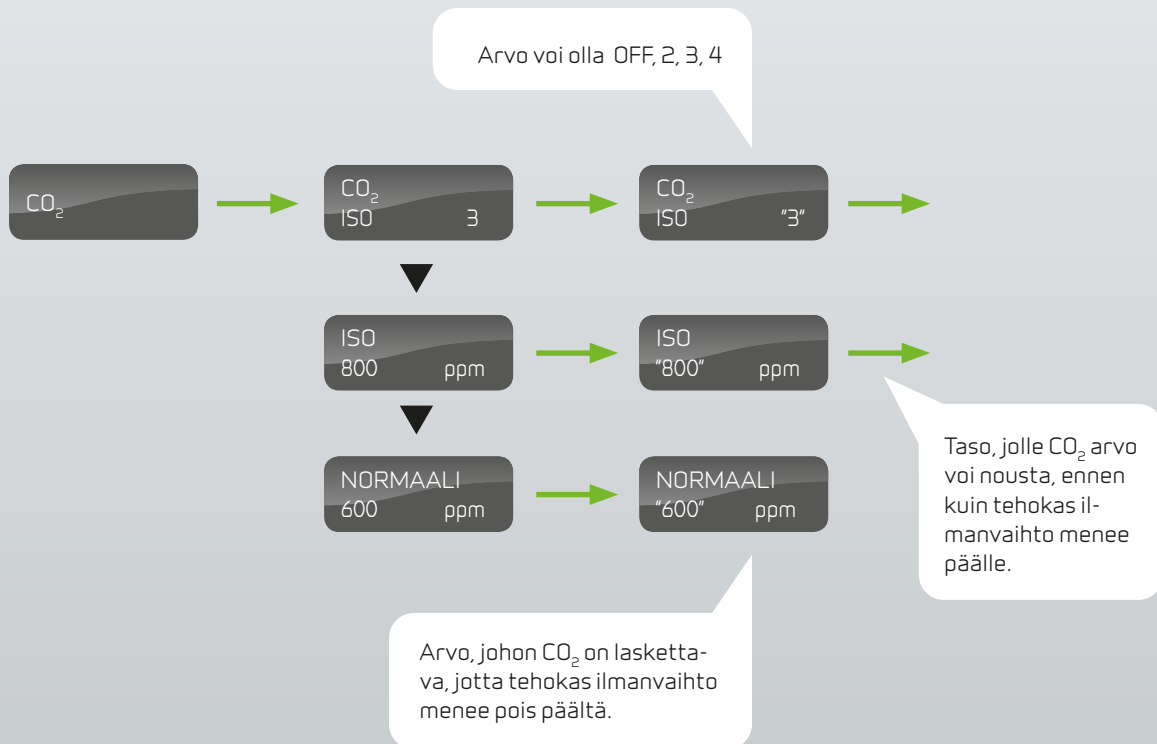 Arvo voi olla OFF, 2, 3, 4
CO₂
CO₂
ISO 3
CO₂
ISO "3"
ISO
800 ppm
ISO
"800" ppm
NORMAALI
600 ppm
NORMAALI
"600" ppm
Taso, jolle CO₂ arvo
voi nousta, ennen
kuin tehokas il-
manvaihto menee
päälle.
Arvo, johon CO₂ on lasketta-
va, jotta tehokas ilmanvaihto
menee pois päältä.